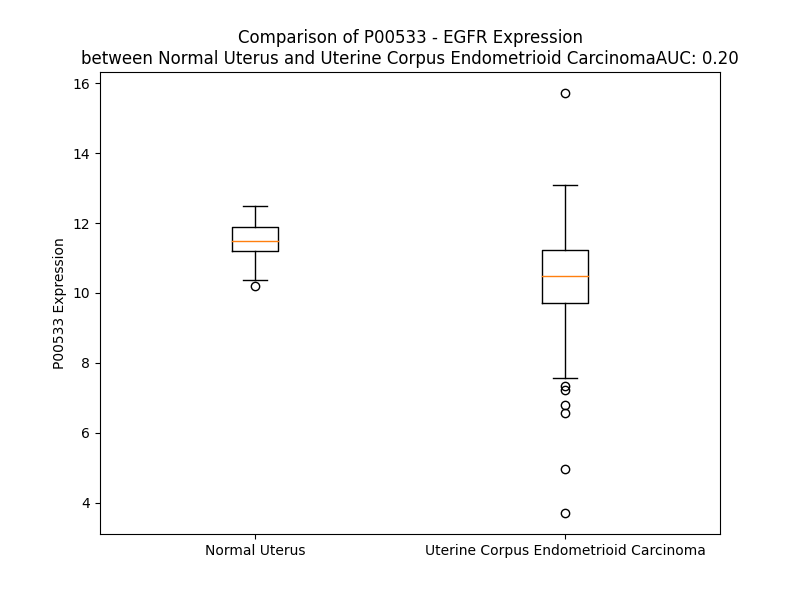 Comparison of P00533 - EGFR Expression
between Normal Uterus and Uterine Corpus Endometrioid CarcinomaAUC: 0.20
16
14
12
10
8
6
4
P00533 Expression
Normal Uterus
Uterine Corpus Endometrioid Carcinoma